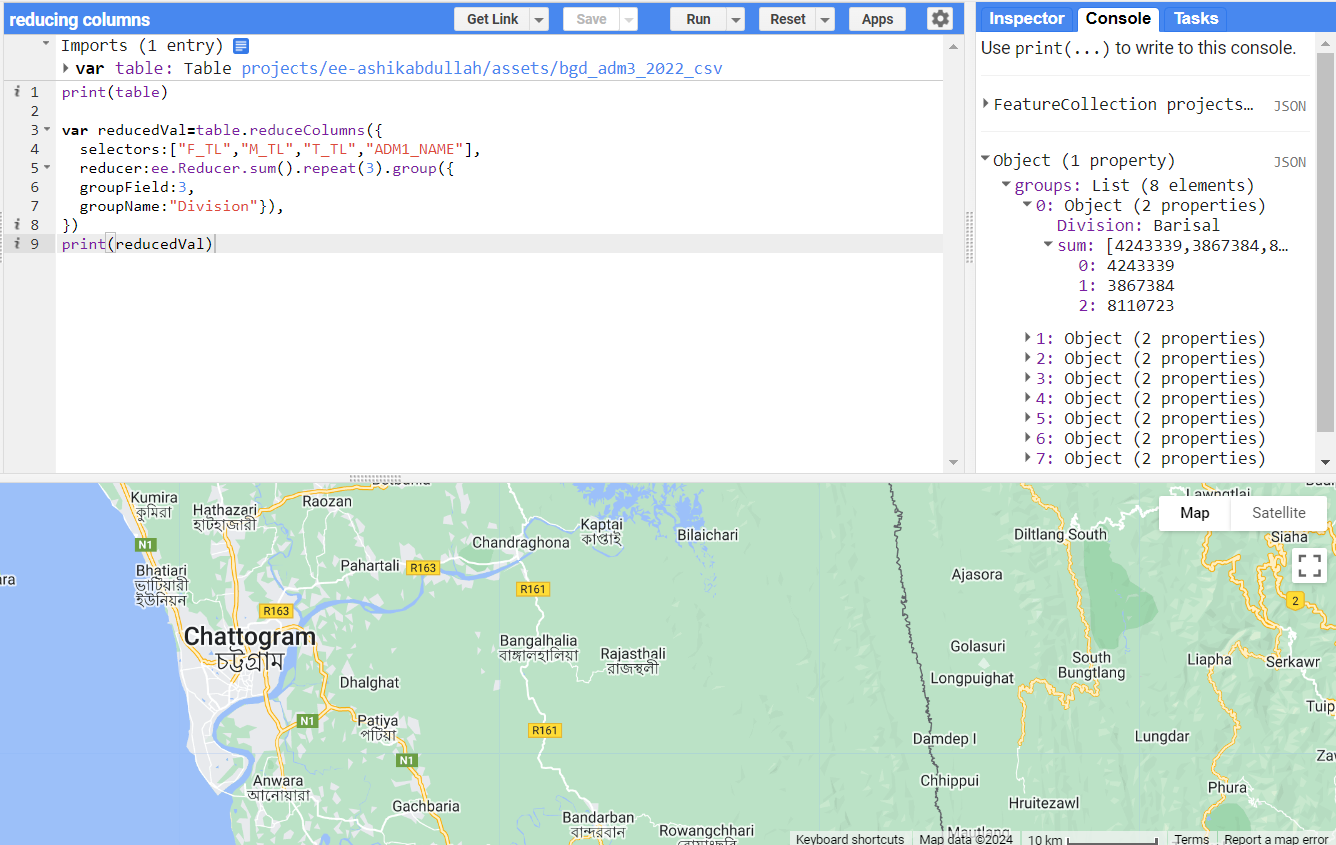 reducing columns
Get Link
Save
Run
Reset
Apps
Inspector
Console
Tasks
Imports (1 entry)
var table: Table projects/ee-ashikabdullah/assets/bgd_adm3_2022_csv
i 1 print(table)
2
3 var reducedVal=table.reduceColumns({
4 selectors:["F_TL","M_TL","T_TL","ADM1_NAME"],
5 reducer:ee.Reducer.sum().repeat(3).group({
6 groupField:3,
7 groupName:"Division"}),
i 8 })
i 9 print(reducedVal)
Use print(...) to write to this console.
FeatureCollection projects… JSON
Object (1 property) JSON
groups: List (8 elements)
0: Object (2 properties)
Division: Barisal
sum: [4243339,3867384,8…
0: 4243339
1: 3867384
2: 8110723
1: Object (2 properties)
2: Object (2 properties)
3: Object (2 properties)
4: Object (2 properties)
5: Object (2 properties)
6: Object (2 properties)
7: Object (2 properties)
Kumira
কুমিরা
Hathazari
হাটহাজারী
Raozan
Kaptai
কাপ্তাই
Chandraghona
Bilaichari
Lawngtlai
Map
Satellite
Diltlang South
Siaha
N1
Bhatiari
ভাটিয়ারী
ইউনিয়ন
Pahartali
R163
R161
Ajasora
2
R163
Chattogram
চট্টগ্রাম
Bangalhalia
বাঙ্গালহালিয়া
Rajasthali
রাজস্থলী
Golasuri
South
Bungtlang
Liapha
Serkawr
Dhalghat
Longpuighat
Tuip
N1
Patiya
পটিয়া
R161
Damdep I
Lungdar
N1
Zaw
Anwara
আনোয়ারা
Chhippui
Phura
Gachbaria
Hruitezawl
Bandarban
বান্দরবান
Rowangchhari
Mautlang
Keyboard shortcuts
Map data ©2024
10 km
Terms
Report a map error